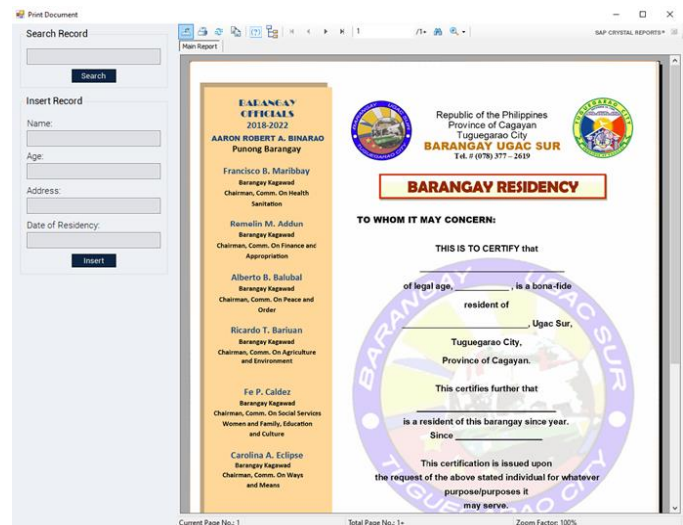 Print Document
Search Record
Search
Insert Record
Name:
Age:
Address:
Date of Residency:
Insert
1
/1+
SAP CRYSTAL REPORTS®
Main Report
BARANGAY
OFFICIALS
2018-2022
AARON ROBERT A. BINARAO
Punong Barangay
Francisco B. Maribbay
Barangay Kagawad
Chairman, Comm. On Health
Sanitation
Remelin M. Addun
Barangay Kagawad
Chairman, Comm. On Finance and
Appropriation
Alberto B. Balubal
Barangay Kagawad
Chairman, Comm. On Peace and
Order
Ricardo T. Bariuan
Barangay Kagawad
Chairman, Comm. On Agriculture
and Environment
Fe P. Caldez
Barangay Kagawad
Chairman, Comm. On Social Services
Women and Family, Education
and Culture
Carolina A. Eclipse
Barangay Kagawad
Chairman, Comm. On Ways
and Means
Republic of the Philippines
Province of Cagayan
Tuguegarao City
BARANGAY UGAC SUR
Tel. # (078) 377 – 2619
BARANGAY RESIDENCY
TO WHOM IT MAY CONCERN:
THIS IS TO CERTIFY that
of legal age, ____________ , is a bona-fide
resident of
____________________________, Ugac Sur,
Tuguegarao City,
Province of Cagayan.
This certifies further that
is a resident of this barangay since year.
Since ____________________
This certification is issued upon
the request of the above stated individual for whatever
purpose/purposes it
may serve.
BARANGAY UGAC SUR
TUGUEGARAO CITY
Current Page No.: 1
Total Page No.: 1+
Zoom Factor: 100%